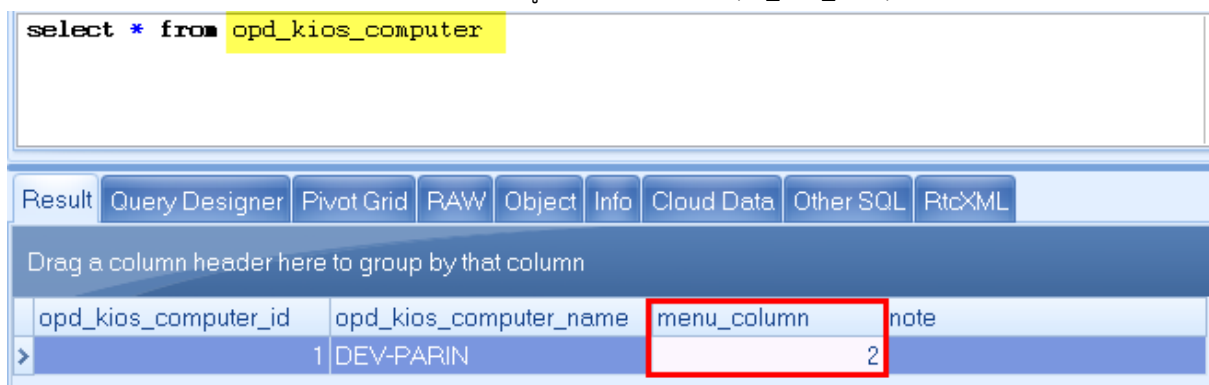 select * from opd_kios_computer
Result Query Designer Pivot Grid RAW Object Info Cloud Data Other SQL RtcXML
Drag a column header here to group by that column
opd_kios_computer_id opd_kios_computer_name menu_column note
1 DEV-PARIN 2